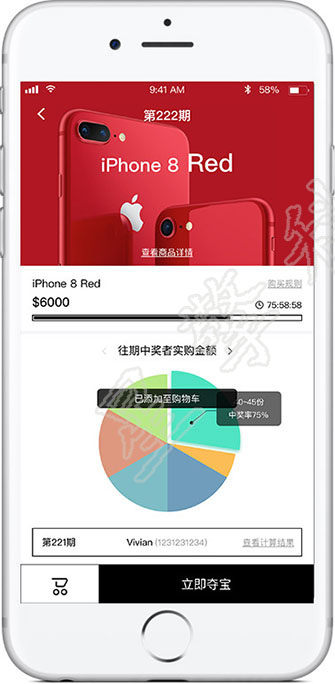 9:41 AM
58%
第222期
iPhone 8 Red
查看商品详情
iPhone 8 Red
购买规则
$6000
75:58:58
往期中奖者实购金额
已添加至购物车
0~45份
中奖率75%
第221期
Vivian (1231231234)
查看计算结果
立即夺宝